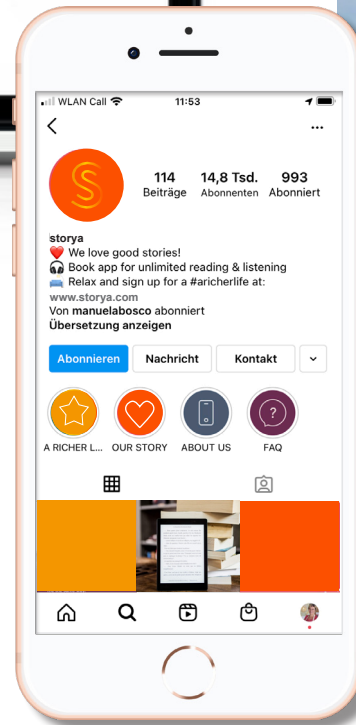 WLAN Call 11:53
114 14,8 Tsd. 993
Beiträge Abonnenten Abonniert
storya
We love good stories!
Book app for unlimited reading & listening
Relax and sign up for a #aricherlife at:
www.storya.com
Von manuelabosco abonniert
Übersetzung anzeigen
Abonnieren Nachricht Kontakt
A RICHER L... OUR STORY ABOUT US FAQ